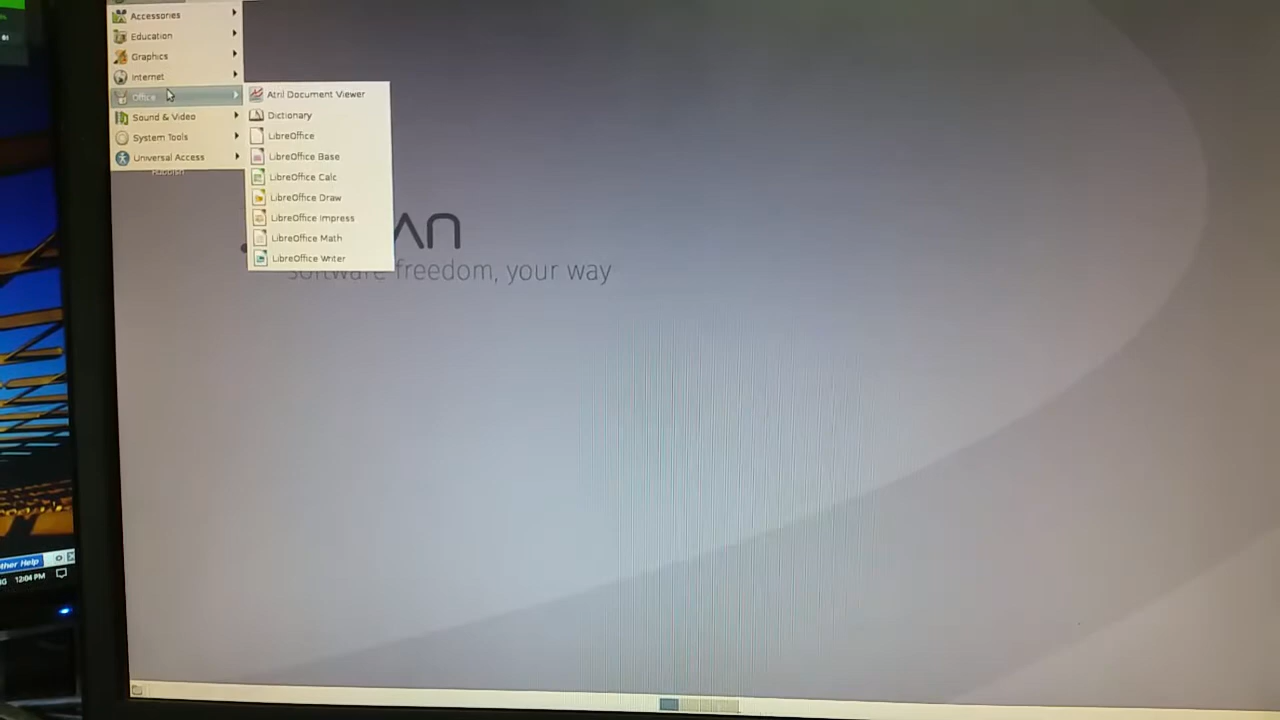 Accessories
Education
Graphics
Internet
Office
Sound & Video
System Tools
Universal Access
Rubbish
Atril Document Viewer
Dictionary
LibreOffice
LibreOffice Base
LibreOffice Calc
LibreOffice Draw
LibreOffice Impress
LibreOffice Math
LibreOffice Writer
software freedom, your way
ther Help
12:04 PM